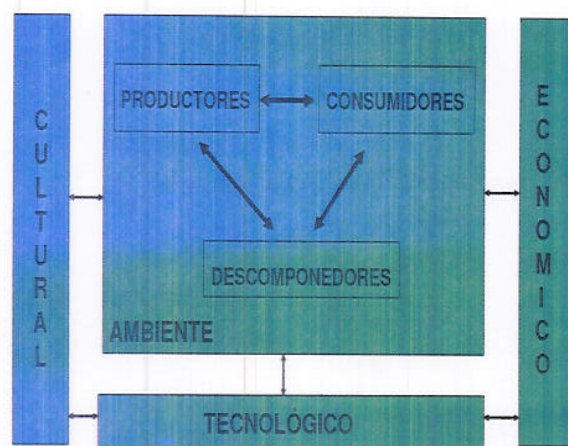 CULTURAL
PRODUCTORES
CONSUMIDORES
DESCOMPONEDORES
AMBIENTE
ECONOMICO
TECNOLÓGICO